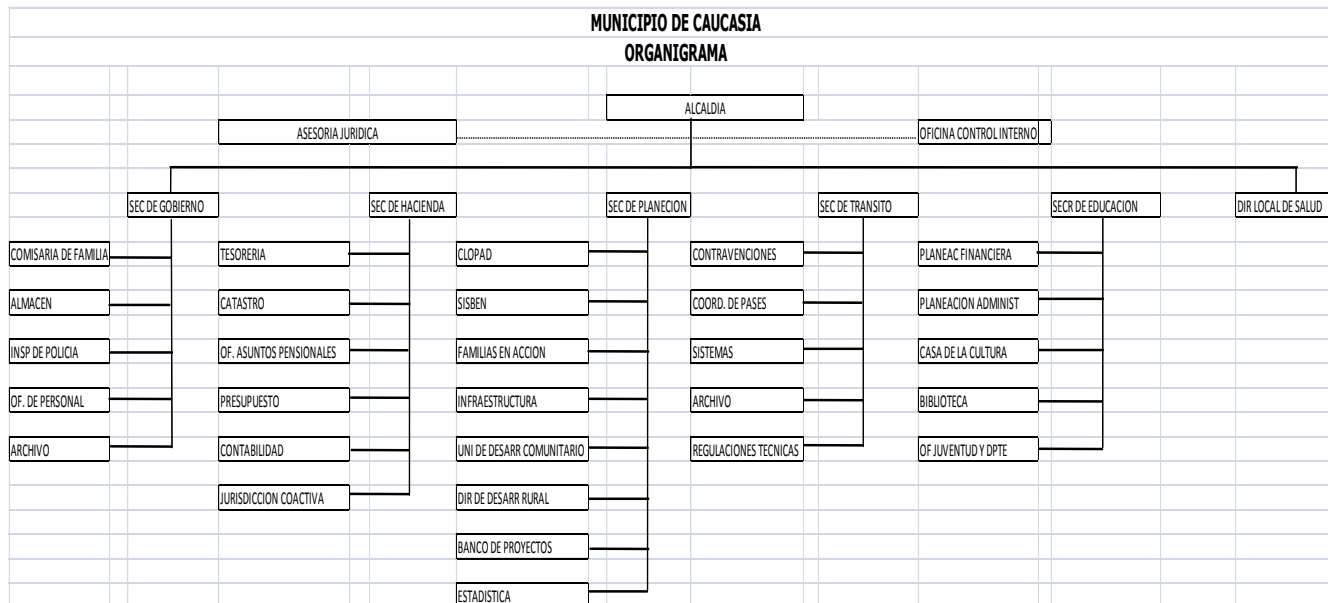 MUNICIPIO DE CAUCASIA
ORGANIGRAMA
ALCALDIA
ASESORIA JURIDICA
OFICINA CONTROL INTERNO
SEC DE GOBIERNO
SEC DE HACIENDA
SEC DE PLANECION
SEC DE TRANSITO
SECR DE EDUCACION
DIR LOCAL DE SALUD
COMISARIA DE FAMILIA
TESORERIA
CLOPAD
CONTRAVENCIONES
PLANEAC FINANCIERA
ALMACEN
CATASTRO
SISBEN
COORD. DE PASES
PLANEACION ADMINIST
INSP DE POLICIA
OF. ASUNTOS PENSIONALES
FAMILIAS EN ACCION
SISTEMAS
CASA DE LA CULTURA
OF. DE PERSONAL
PRESUPUESTO
INFRAESTRUCTURA
ARCHIVO
BIBLIOTECA
ARCHIVO
CONTABILIDAD
UNI DE DESARR COMUNITARIO
REGULACIONES TECNICAS
OF JUVENTUD Y DPTE
JURISDICCION COACTIVA
DIR DE DESARR RURAL
BANCO DE PROYECTOS
ESTADISTICA